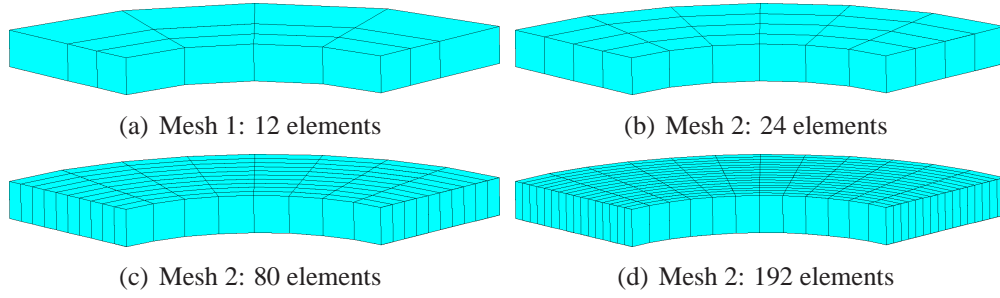 (a) Mesh 1: 12 elements
(b) Mesh 2: 24 elements
(c) Mesh 2: 80 elements
(d) Mesh 2: 192 elements